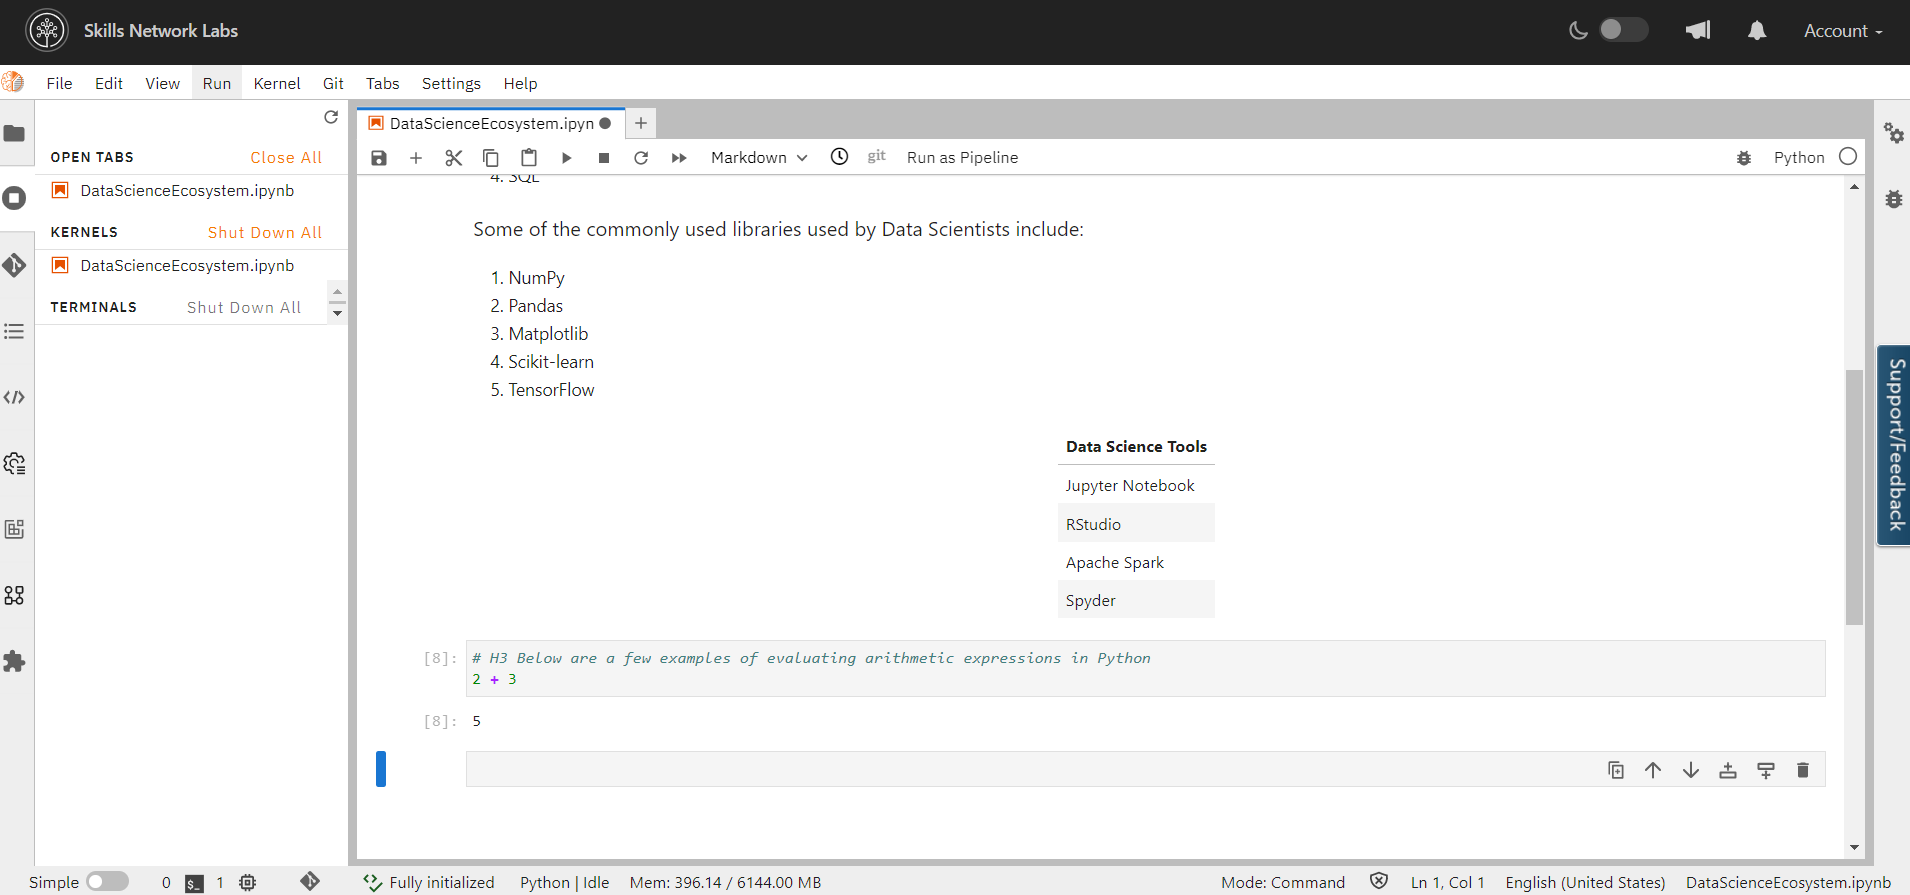 Skills Network Labs
Account
File Edit View Run Kernel Git Tabs Settings Help
OPEN TABS Close All
DataScienceEcosystem.ipynb
KERNELS Shut Down All
DataScienceEcosystem.ipynb
TERMINALS Shut Down All
DataScienceEcosystem.ipyn
Markdown git Run as Pipeline Python
4. SQL
Some of the commonly used libraries used by Data Scientists include:
1. NumPy
2. Pandas
3. Matplotlib
4. Scikit-learn
5. TensorFlow
Data Science Tools
Jupyter Notebook
RStudio
Apache Spark
Spyder
[8]: # H3 Below are a few examples of evaluating arithmetic expressions in Python
2 + 3
[8]: 5
Support/Feedback
Simple 0 $_ 1 Fully initialized Python | Idle Mem: 396.14 / 6144.00 MB Mode: Command Ln 1, Col 1 English (United States) DataScienceEcosystem.ipynb